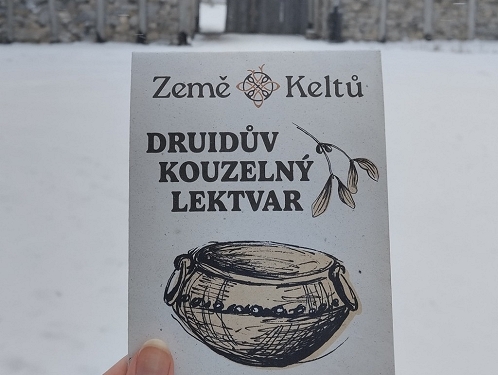 Země Keltů
DRUIDŮV
KOUZELNÝ
LEKTVAR